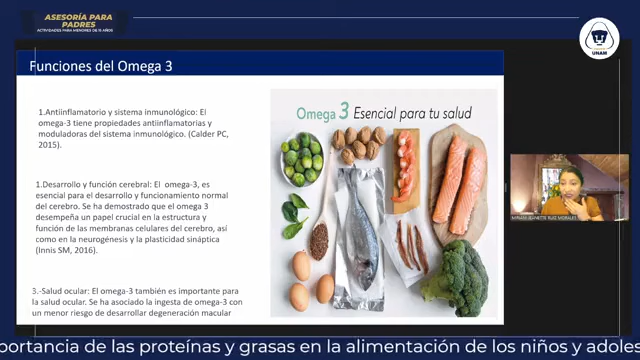 ASESORÍA PARA
PADRES
ACTIVIDADES PARA MENORES DE 15 AÑOS
UNAM
Funciones del Omega 3
1.Antiinflamatorio y sistema inmunológico: El
omega-3 tiene propiedades antiinflamatorias y
moduladoras del sistema inmunológico. (Calder PC,
2015).
1.Desarrollo y función cerebral: El omega-3, es
esencial para el desarrollo y funcionamiento normal
del cerebro. Se ha demostrado que el omega 3
desempeña un papel crucial en la estructura y
función de las membranas celulares del cerebro, así
como en la neurogénesis y la plasticidad sináptica
(Innis SM, 2016).
3.-Salud ocular: El omega-3 también es importante para
la salud ocular. Se ha asociado la ingesta de omega-3 con
un menor riesgo de desarrollar degeneración macular
Omega 3 Esencial para tu salud
MIRIAM JEANETTE RUIZ MORALES
portancia de las proteínas y grasas en la alimentación de los niños y adoles